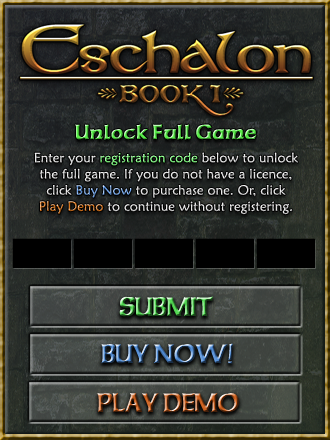 Eschalon
BOOK I
Unlock Full Game
Enter your registration code below to unlock
the full game. If you do not have a licence,
click Buy Now to purchase one. Or, click
Play Demo to continue without registering.
SUBMIT
BUY NOW!
PLAY DEMO